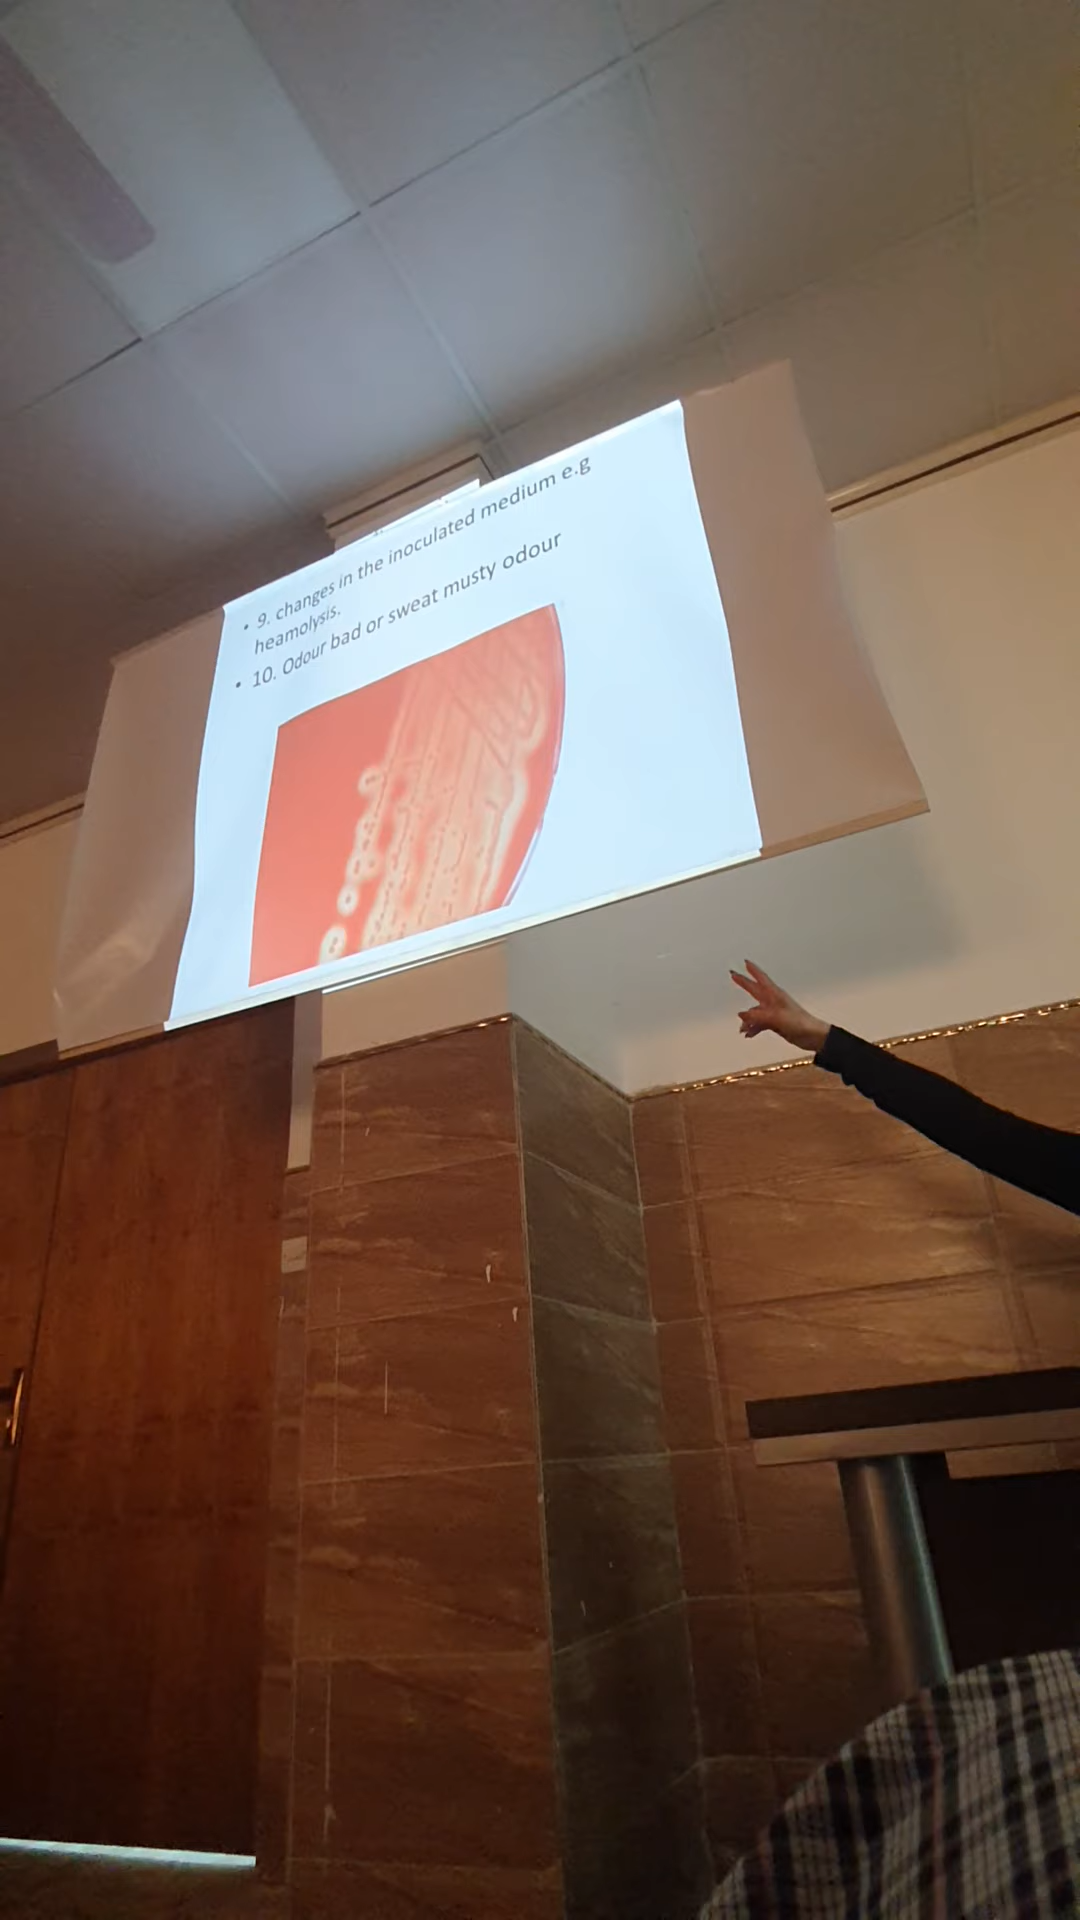 • 9. changes in the inoculated medium e.g
heamolysis.
• 10. Odour bad or sweat musty odour